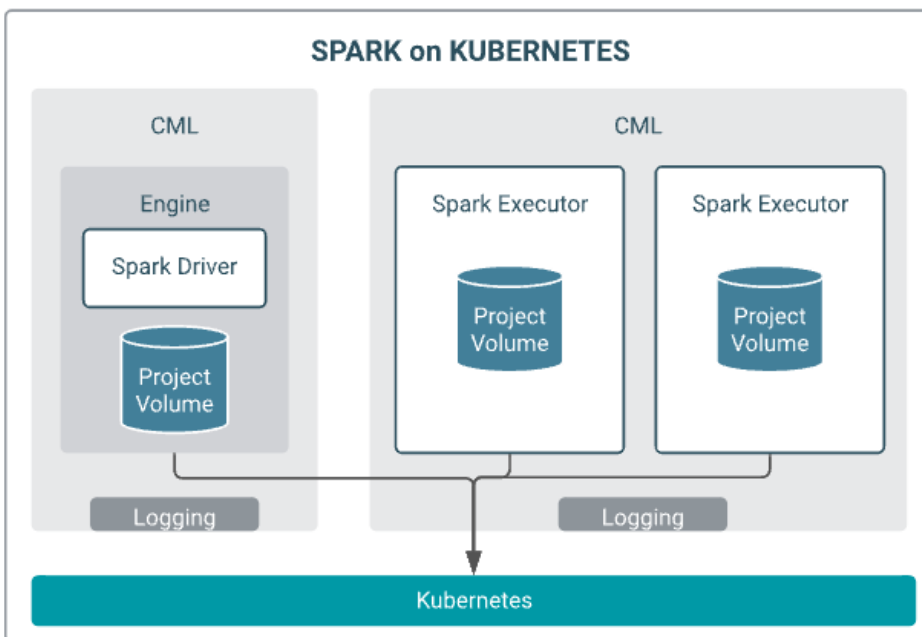 SPARK on KUBERNETES
CML
Engine
Spark Driver
Project
Volume
Logging
CML
Spark Executor
Project
Volume
Spark Executor
Project
Volume
Logging
Kubernetes